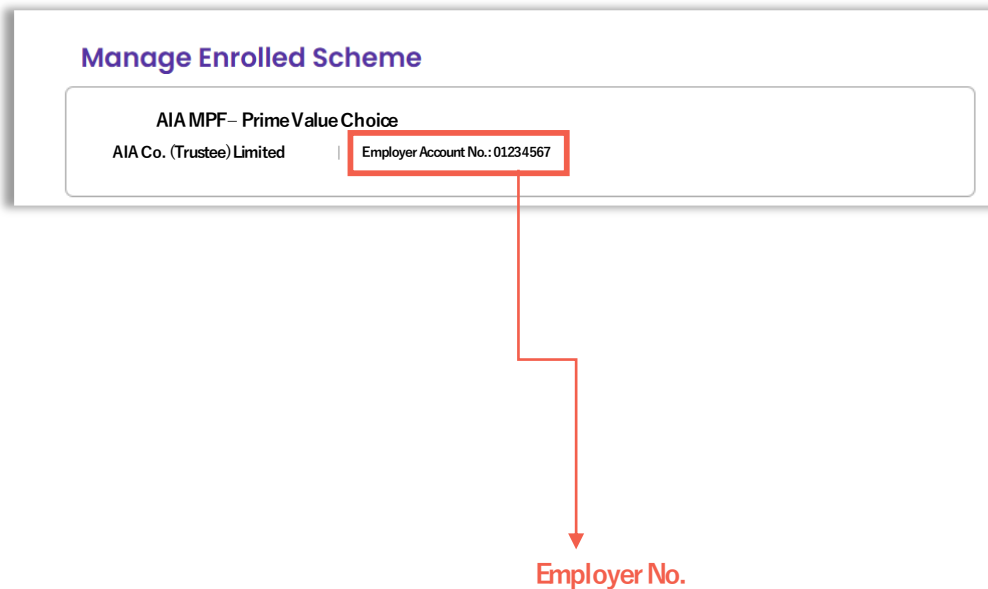 Manage Enrolled Scheme
AIA MPF – Prime Value Choice
AIA Co. (Trustee) Limited | Employer Account No.: 01234567
Employer No.